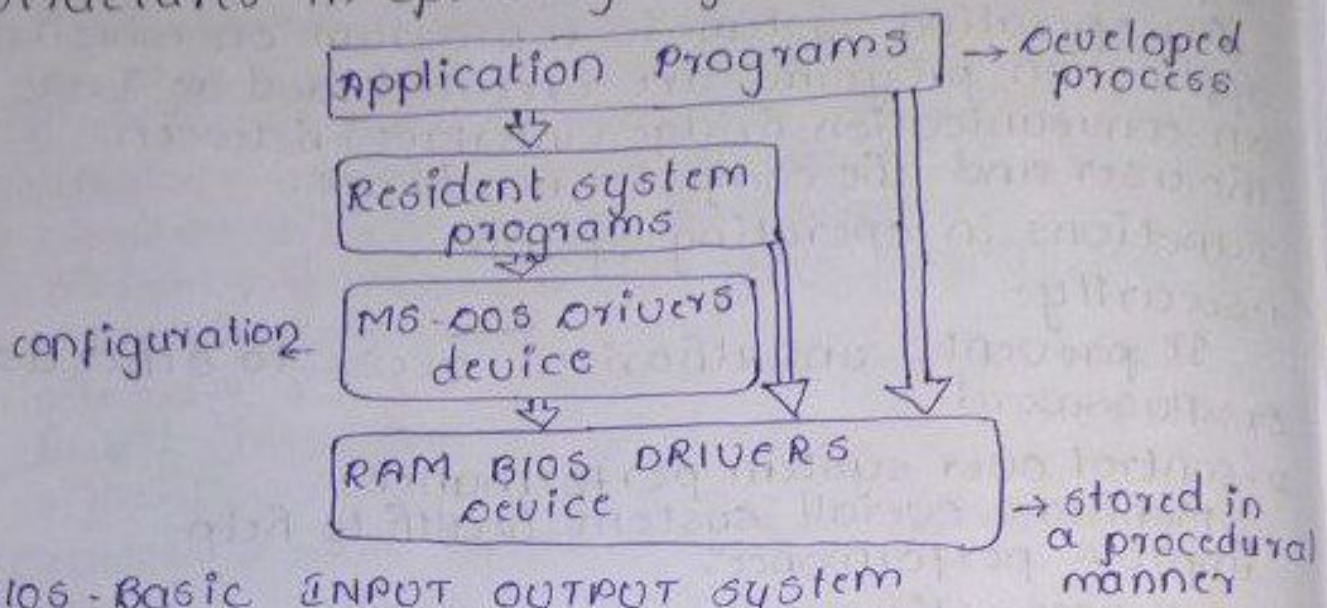 Application Programs → Developed
process
Resident system
programs
configuration
MS-DOS Drivers
device
RAM BIOS DRIVERS
Device
→ stored in
a procedural
manner
IOS - Basic INPUT OUTPUT system